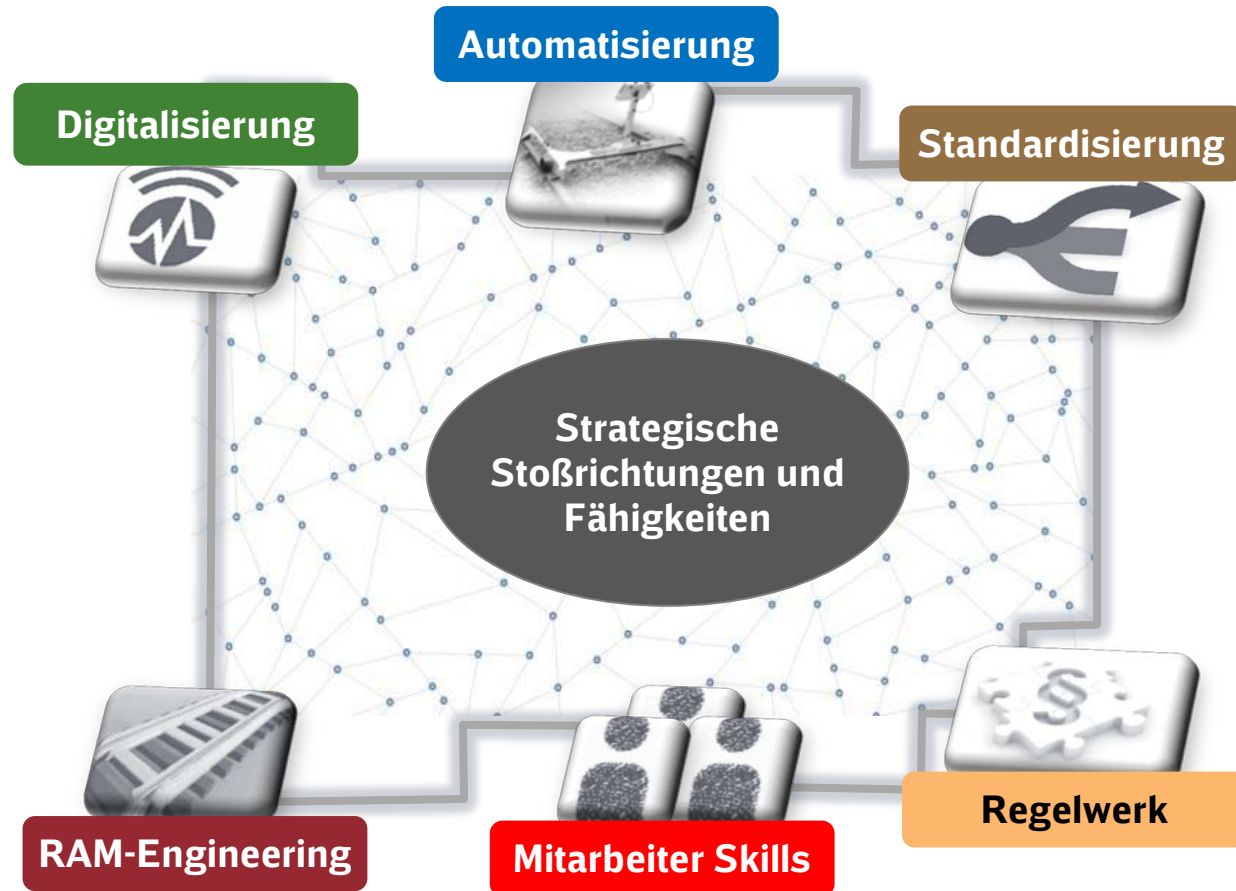 Automatisierung
Digitalisierung
Standardisierung
Strategische
Stoßrichtungen und
Fähigkeiten
§
Regelwerk
RAM-Engineering
Mitarbeiter Skills